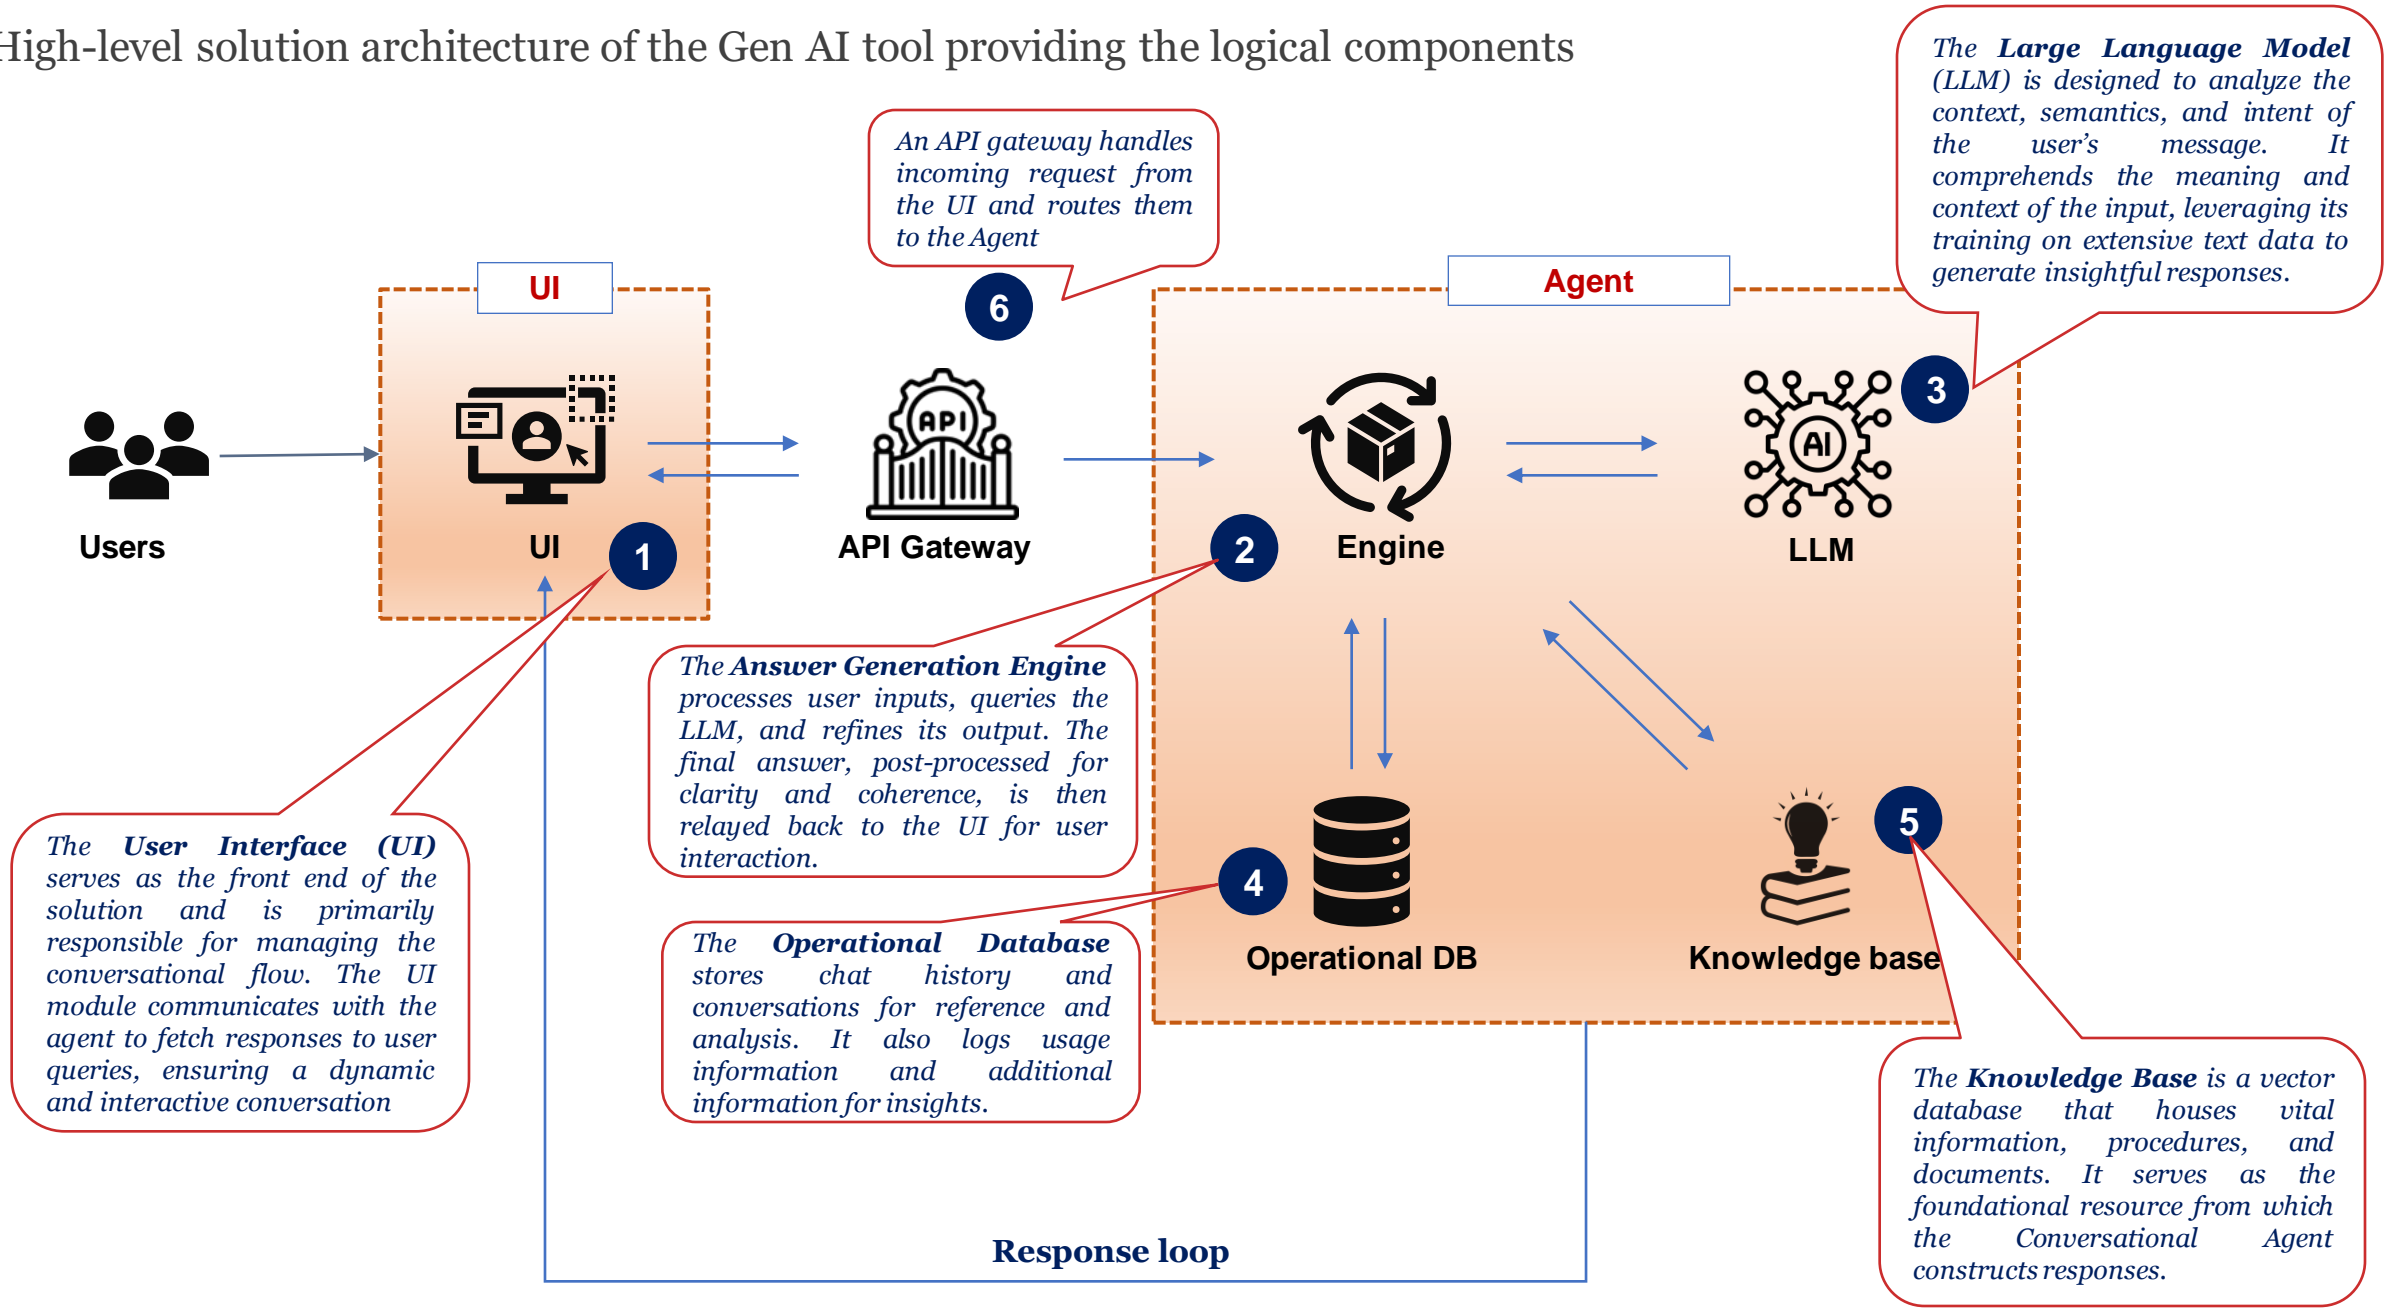 High-level solution architecture of the Gen AI tool providing the logical components
The Large Language Model
(LLM) is designed to analyze the
context, semantics, and intent of
the user's message. It
comprehends the meaning and
context of the input, leveraging its
training on extensive text data to
generate insightful responses.
An API gateway handles
incoming request from
the UI and routes them
to the Agent
UI
Agent
6
3
API
AI
Users
UI
1
API Gateway
2
Engine
LLM
The Answer Generation Engine
processes user inputs, queries the
LLM, and refines its output. The
final answer, post-processed for
clarity and coherence, is then
relayed back to the UI for user
interaction.
The User Interface (UI)
serves as the front end of the
solution and is primarily
responsible for managing the
conversational flow. The UI
module communicates with the
agent to fetch responses to user
queries, ensuring a dynamic
and interactive conversation
4
5
Operational DB
Knowledge base
The Operational Database
stores chat history and
conversations for reference and
analysis. It also logs usage
information and additional
information for insights.
The Knowledge Base is a vector
database that houses vital
information, procedures, and
documents. It serves as the
foundational resource from which
the Conversational Agent
constructs responses.
Response loop